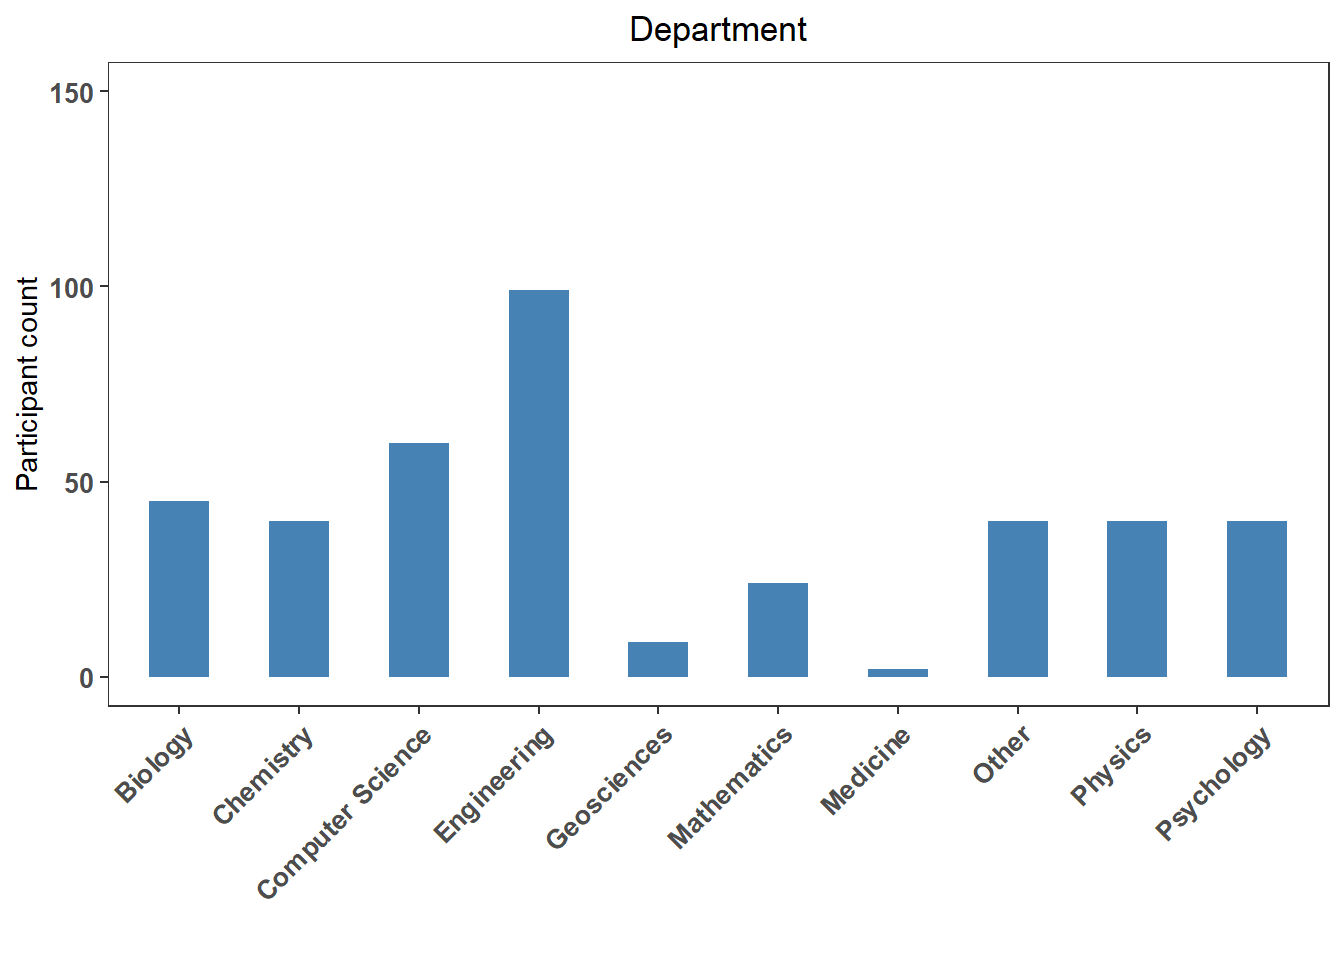 Department
Participant count
150
100
50
0
Biology
Chemistry
Computer Science
Engineering
Geosciences
Mathematics
Medicine
Other
Physics
Psychology